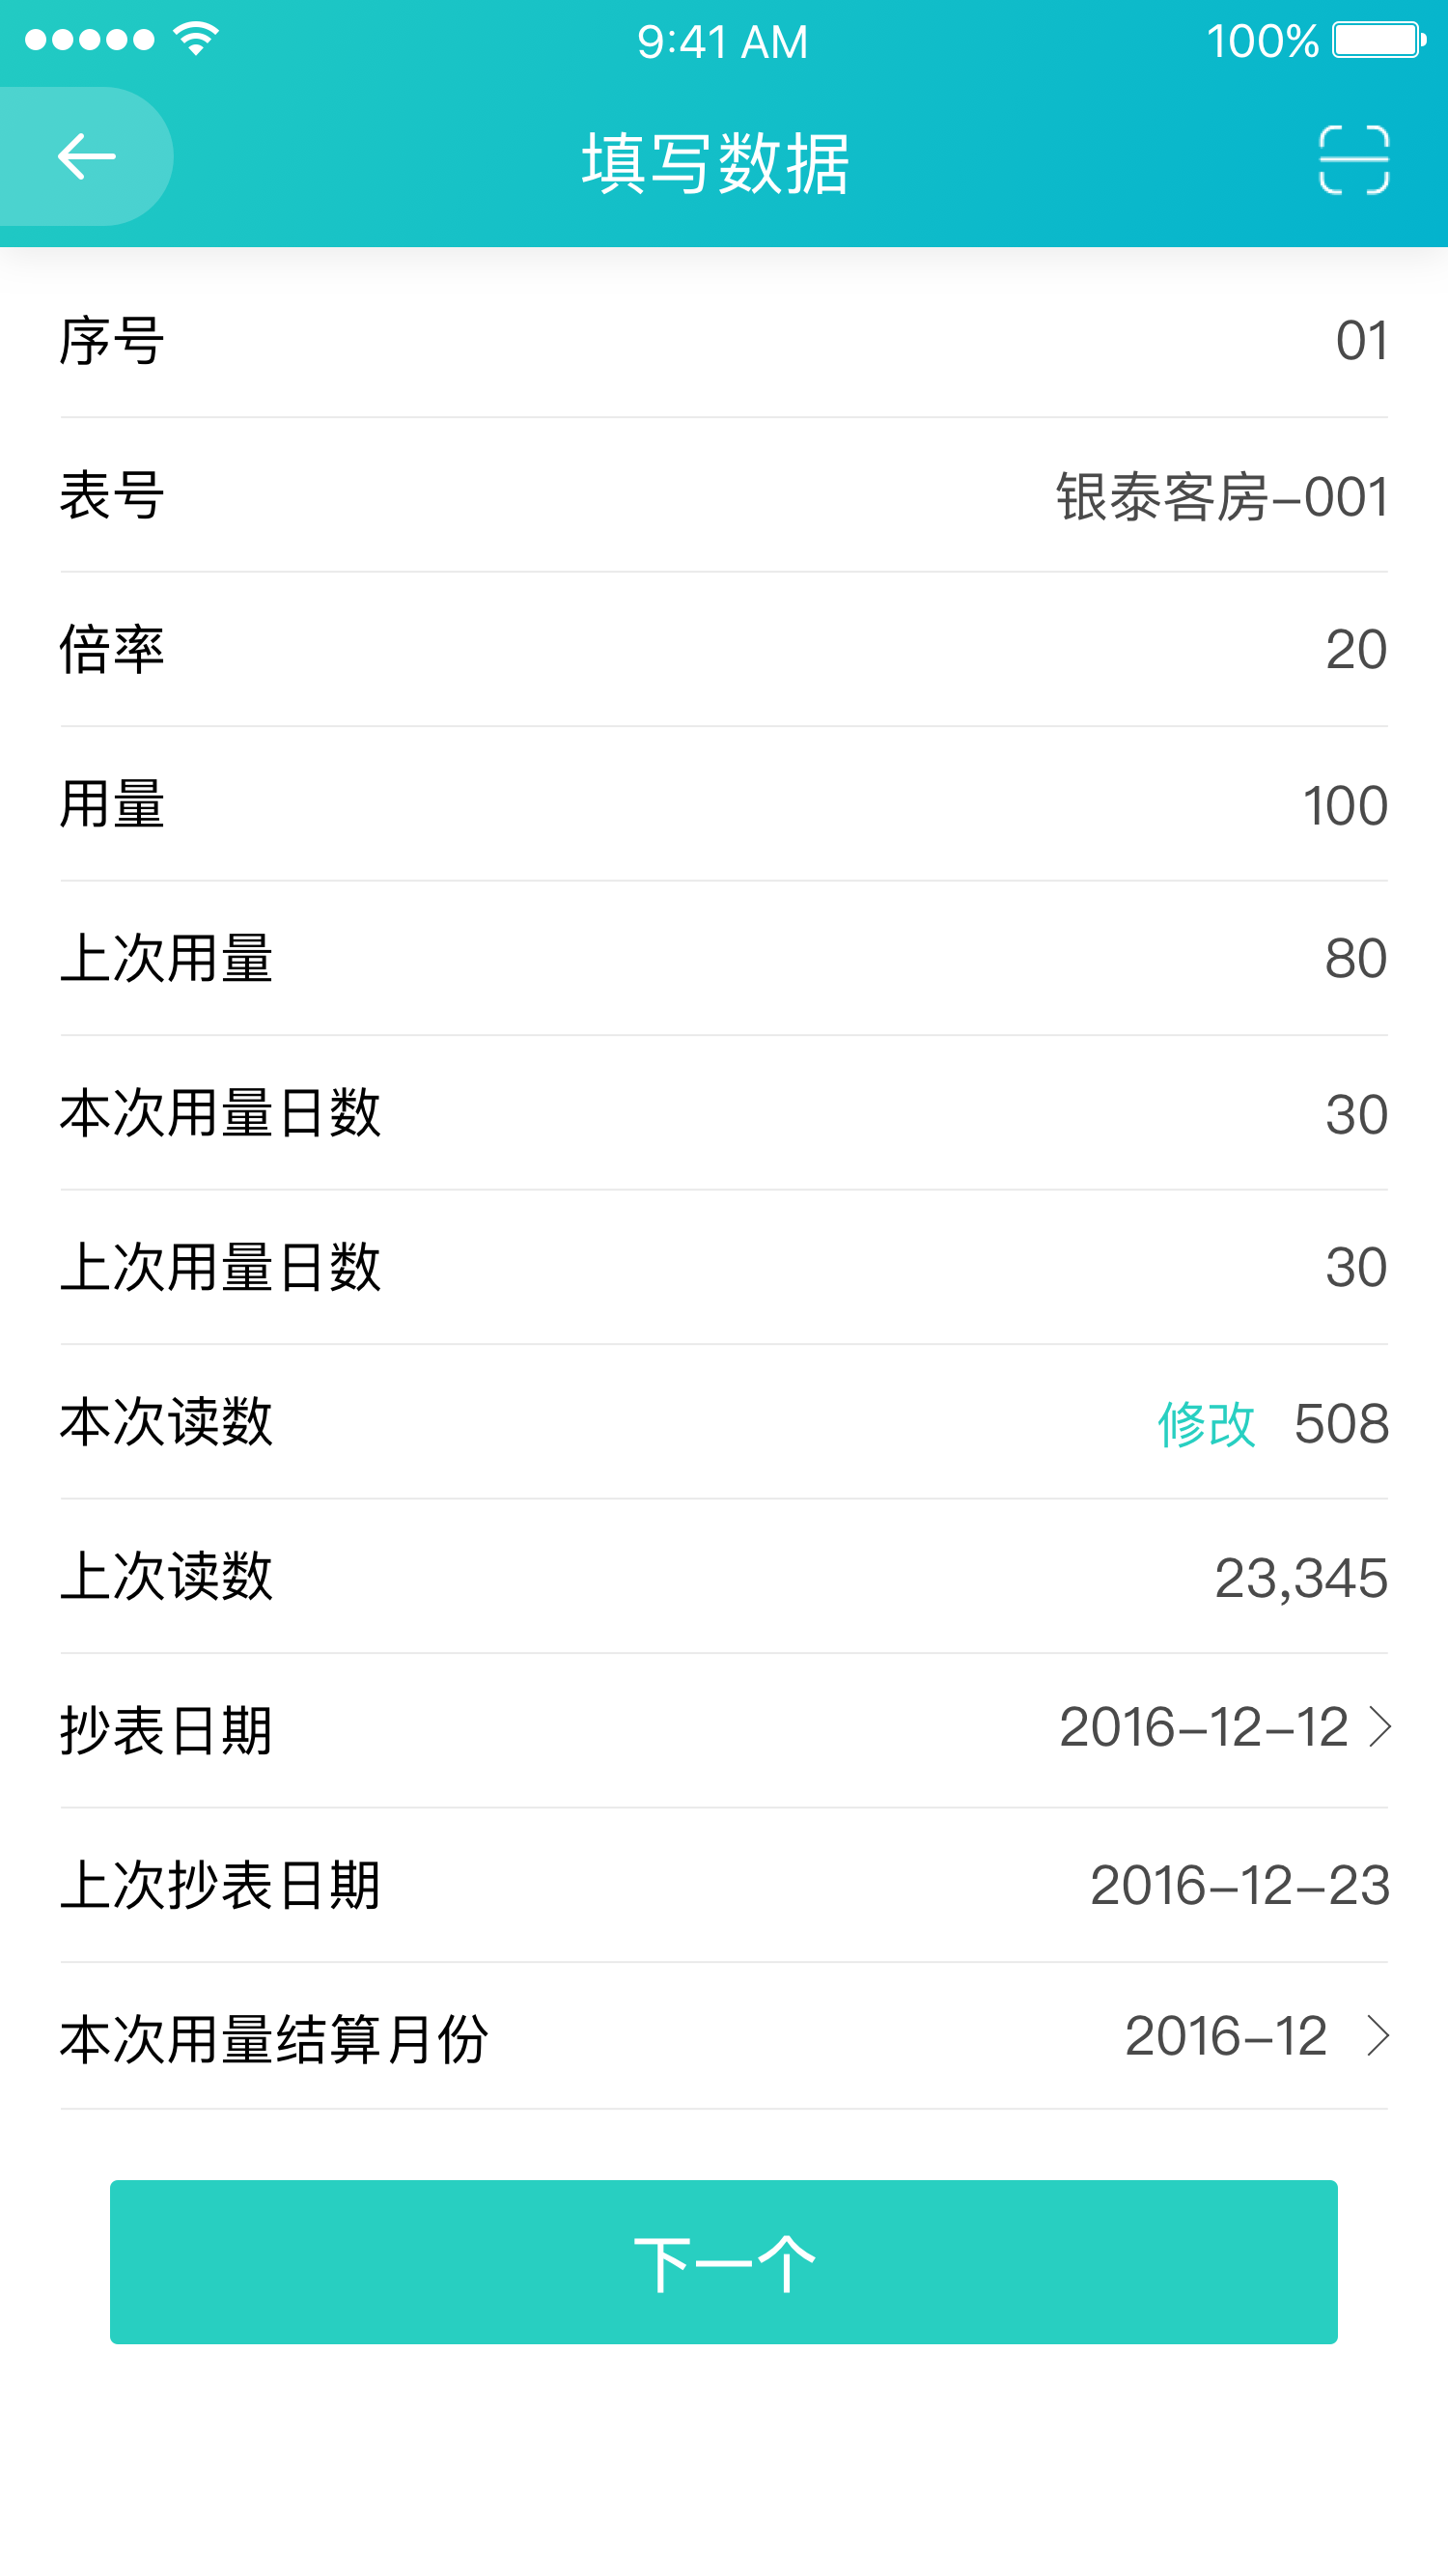 9:41 AM
100%
填写数据
序号 01
表号 银泰客房-001
倍率 20
用量 100
上次用量 80
本次用量日数 30
上次用量日数 30
本次读数 修改 508
上次读数 23,345
抄表日期 2016-12-12
上次抄表日期 2016-12-23
本次用量结算月份 2016-12
下一个